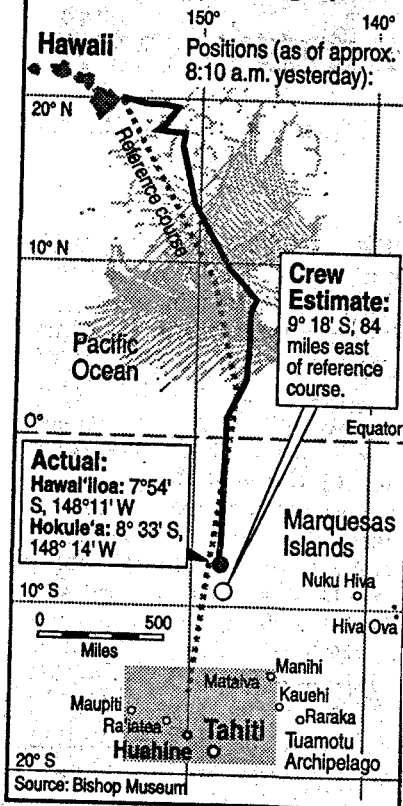 150°
140°
Hawaii
Positions (as of approx.
8:10 a.m. yesterday):
20° N
Reference course
10° N
Crew
Estimate:
9° 18' S, 84
miles east
of reference
course.
Pacific
Ocean
0°
Equator
Actual:
Hawai'iloa: 7°54'
S, 148°11' W
Hokule'a: 8° 33' S,
148° 14' W
Marquesas
Islands
Nuku Hiva
10° S
Hiva Ova
0 500
Miles
Manihi
Mataiva
Maupiti
Kauehi
Ra'iatea
Raraka
Tahiti
Huahine
Tuamotu
Archipelago
20° S
Source: Bishop Museum